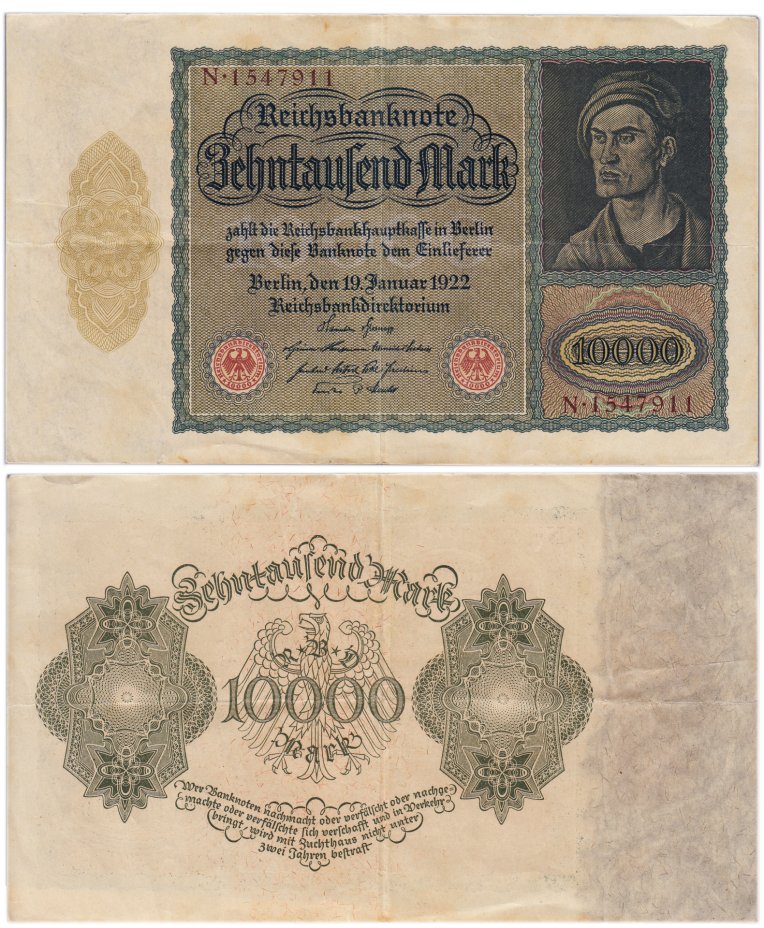 N·1547911
Reichsbanknote
Zehntausend Mark
zahlt die Reichsbankhauptkasse in Berlin
gegen diese Banknote dem Einlieferer
Berlin, den 19. Januar 1922
Reichsbankdirektorium
10000
N·1547911
Zehntausend Mark
R·B·D
10000
Mark
Wer Banknoten nachmacht oder verfälscht oder nachge-
machte oder verfälschte sich verschafft und in Verkehr
bringt, wird mit Zuchthaus nicht unter
zwei Jahren bestraft